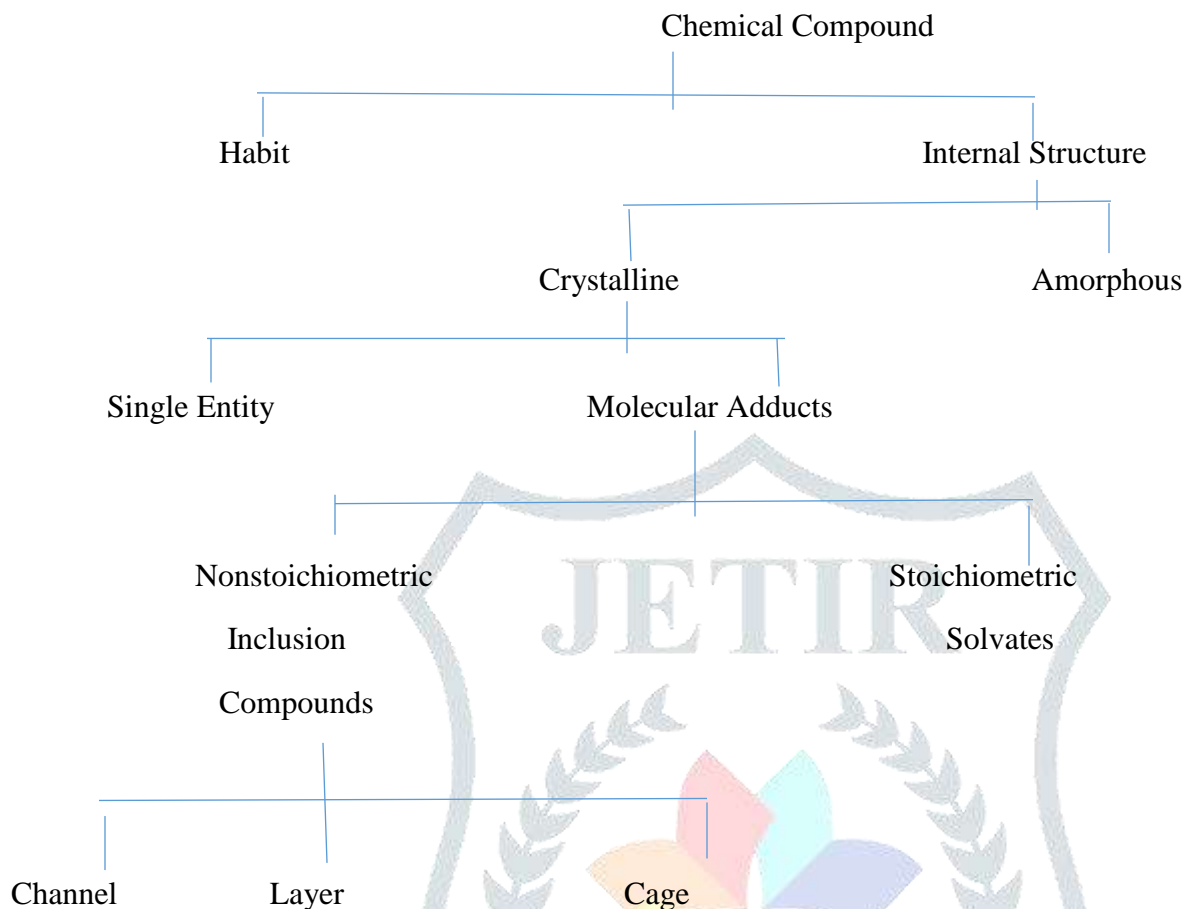 Chemical Compound
Habit Internal Structure
Crystalline Amorphous
Single Entity Molecular Adducts
JETIR
Nonstoichiometric Stoichiometric
Inclusion Solvates
Compounds
Channel Layer Cage